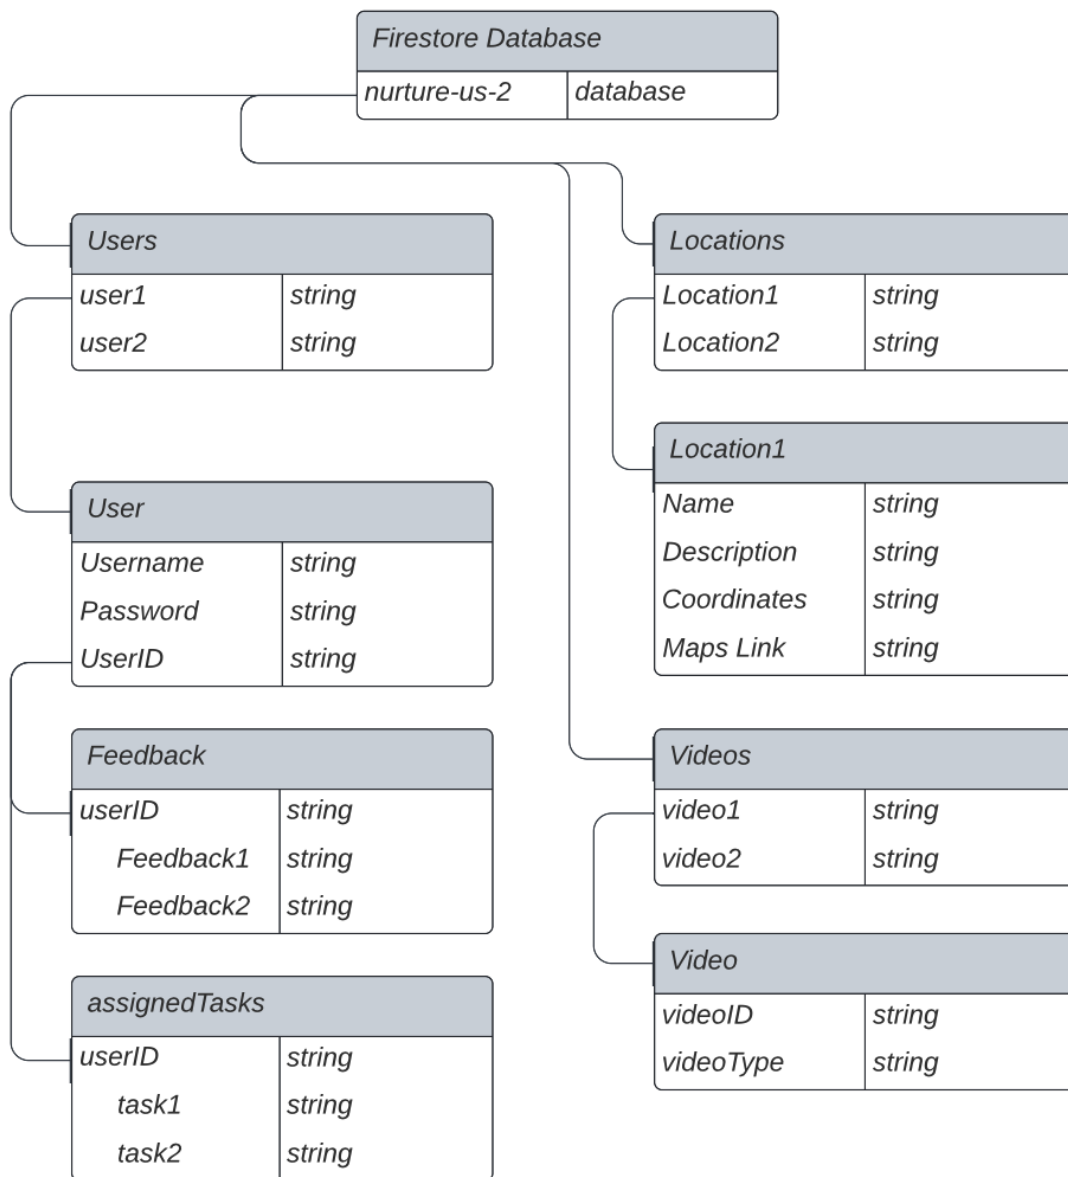 Firestore Database
nurture-us-2 database
Users
user1 string
user2 string
User
Username string
Password string
UserID string
Feedback
userID string
Feedback1 string
Feedback2 string
assignedTasks
userID string
task1 string
task2 string
Locations
Location1 string
Location2 string
Location1
Name string
Description string
Coordinates string
Maps Link string
Videos
video1 string
video2 string
Video
videoID string
videoType string